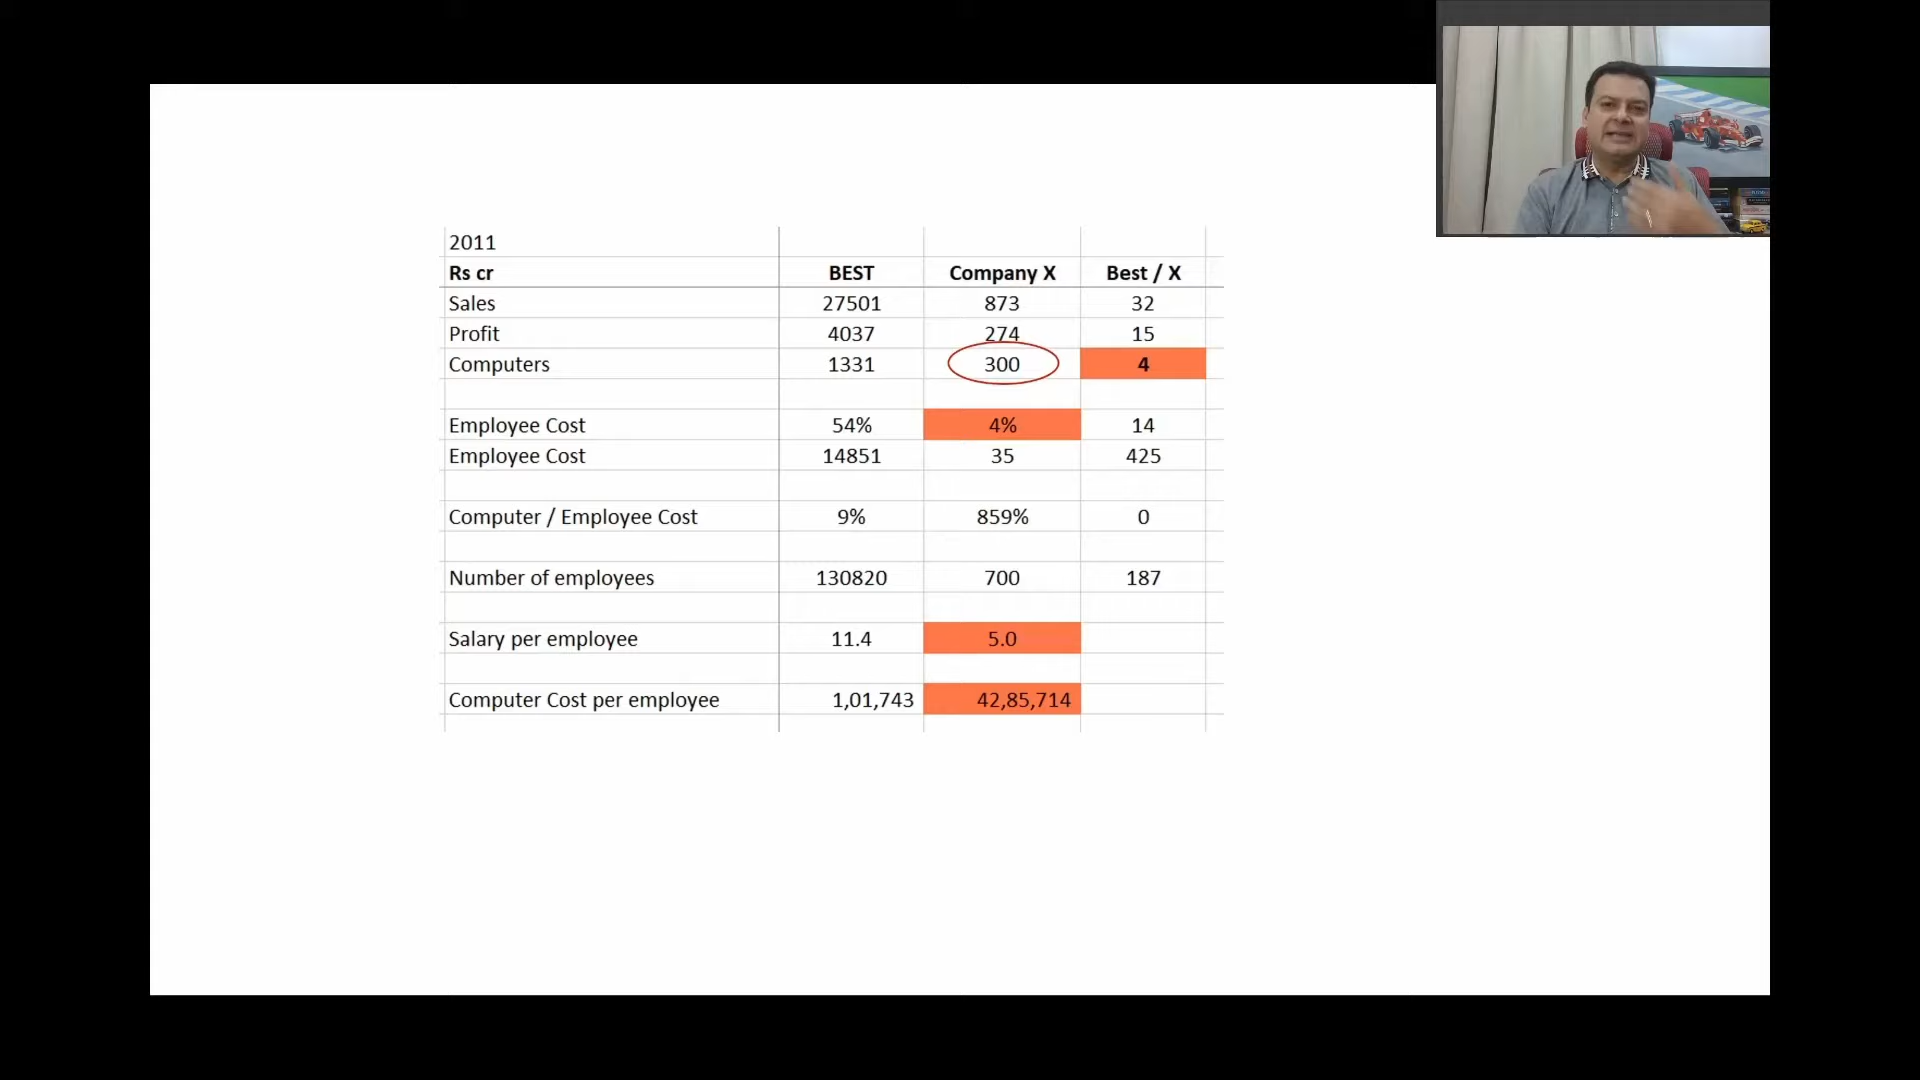 2011
Rs cr BEST Company X Best / X
Sales 27501 873 32
Profit 4037 274 15
Computers 1331 300 4
Employee Cost 54% 4% 14
Employee Cost 14851 35 425
Computer / Employee Cost 9% 859% 0
Number of employees 130820 700 187
Salary per employee 11.4 5.0
Computer Cost per employee 1,01,743 42,85,714